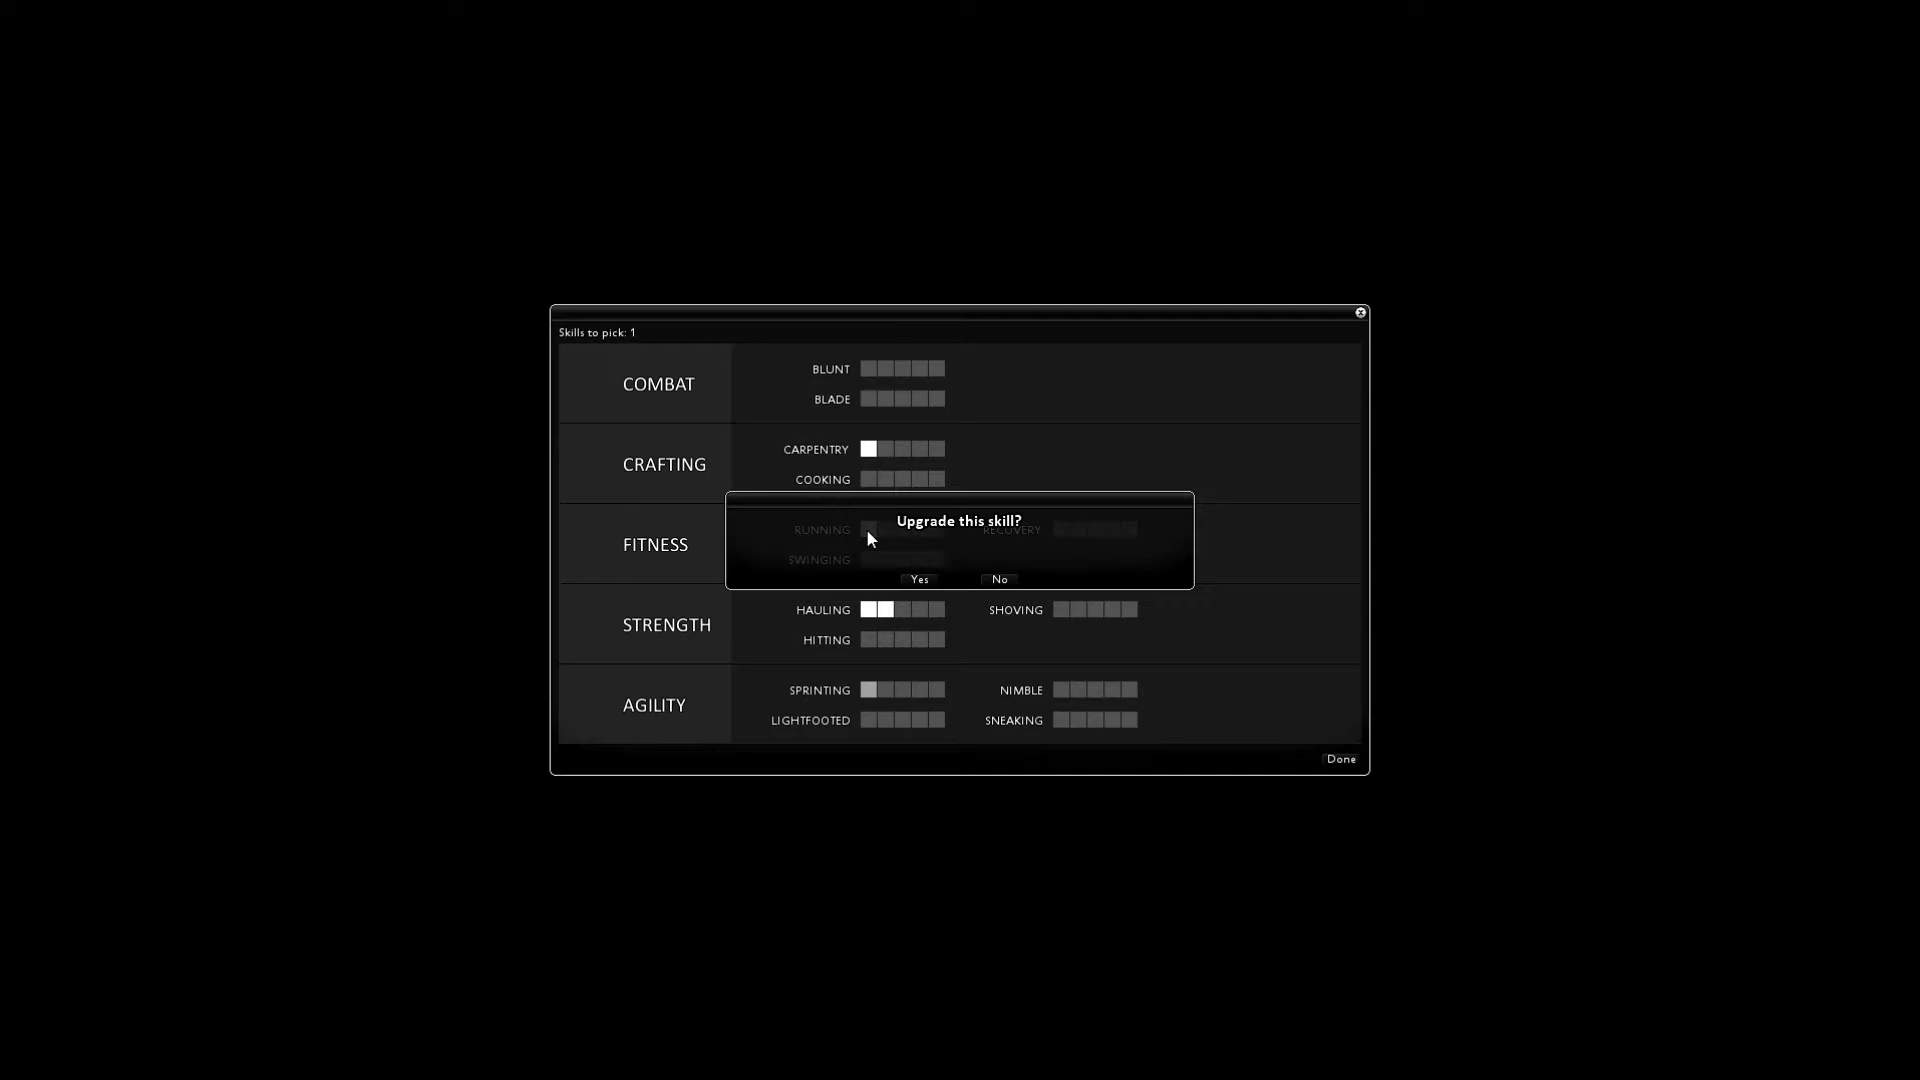 Skills to pick: 1
COMBAT
BLUNT
BLADE
CRAFTING
CARPENTRY
COOKING
Upgrade this skill?
FITNESS
RUNNING
RECOVERY
SWINGING
Yes No
STRENGTH
HAULING SHOVING
HITTING
AGILITY
SPRINTING NIMBLE
LIGHTFOOTED SNEAKING
Done